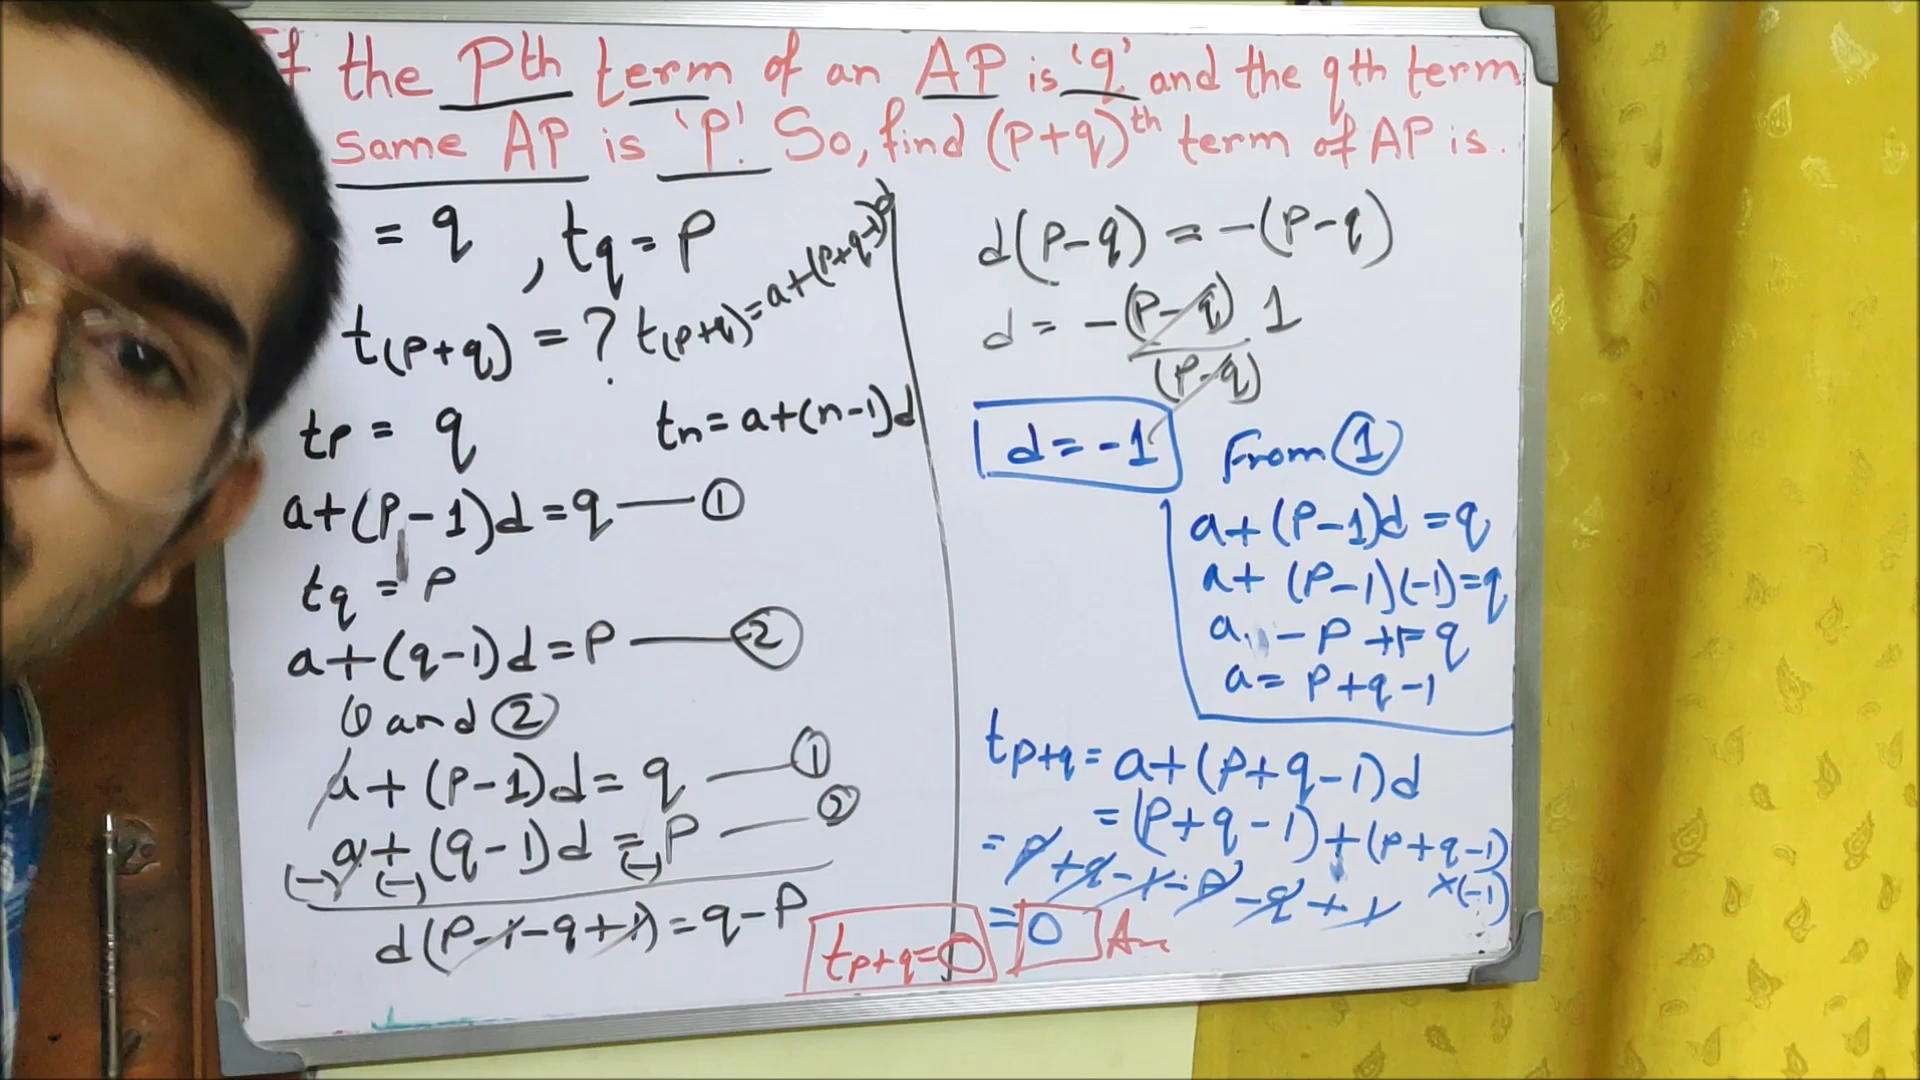 If the Pth term of an AP is 'q' and the qth term
same AP is 'P'. So, find (p+q)th term of AP is.
= q , tq = P
t(p+q) = ? t(p+q) = a+(p+q-1)d
tp = q tn = a+(n-1)d
a+(P-1)d = q — ①
tq = P
a+(q-1)d = P — ②
① and ②
a+(P-1)d = q — ①
a+(q-1)d = P — ②
(-) (-) (-)
d(P-1-q+1) = q-P
d(P-q) = -(P-q)
d = -(P-q) 1
(P-q)
d = -1 From ①
a+(P-1)d = q
a+(P-1)(-1)=q
a - P + = q
a = P+q-1
tp+q = a+(P+q-1)d
= (P+q-1)+(P+q-1)
×(-1)
= P+q-1-P-q+1
= 0 An
tp+q=0